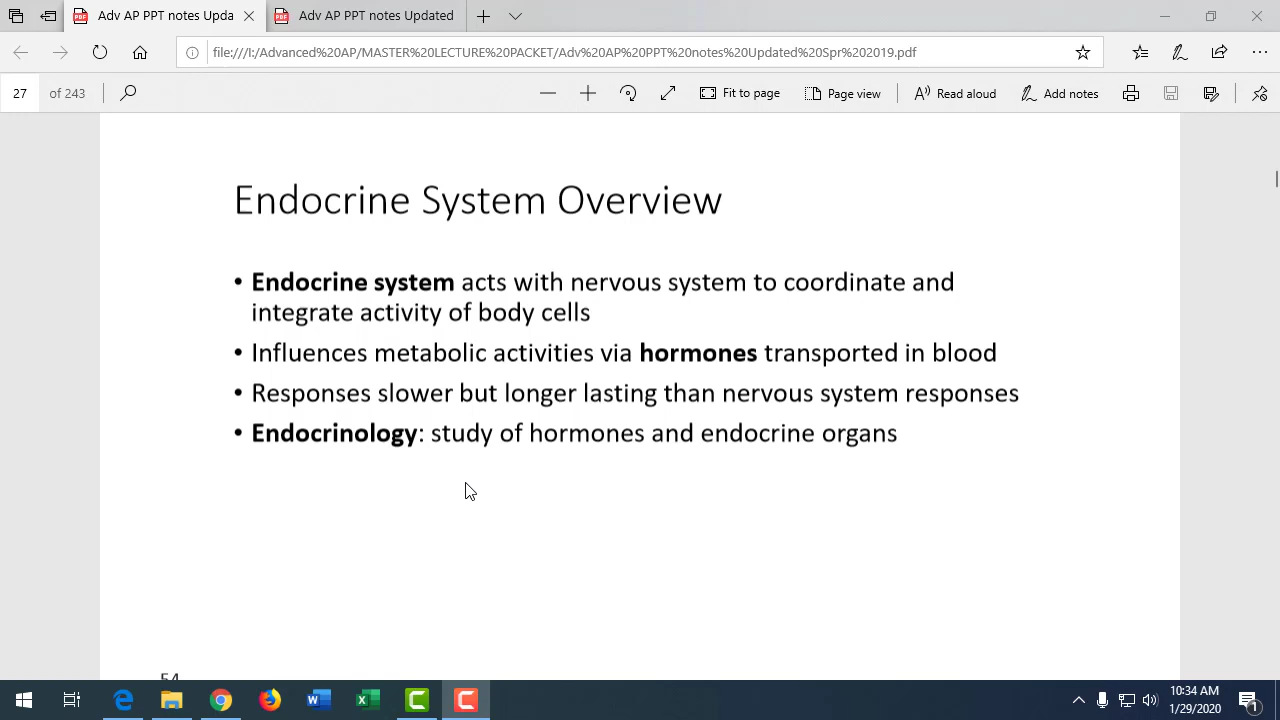 Adv AP PPT notes Updat
Adv AP PPT notes Updated
file:///I:/Advanced%20AP/MASTER%20LECTURE%20PACKET/Adv%20AP%20PPT%20notes%20Updated%20Spr%202019.pdf
27 of 243
Fit to page
Page view
Read aloud
Add notes
Endocrine System Overview
• Endocrine system acts with nervous system to coordinate and
integrate activity of body cells
• Influences metabolic activities via hormones transported in blood
• Responses slower but longer lasting than nervous system responses
• Endocrinology: study of hormones and endocrine organs
54
10:34 AM
1/29/2020
1